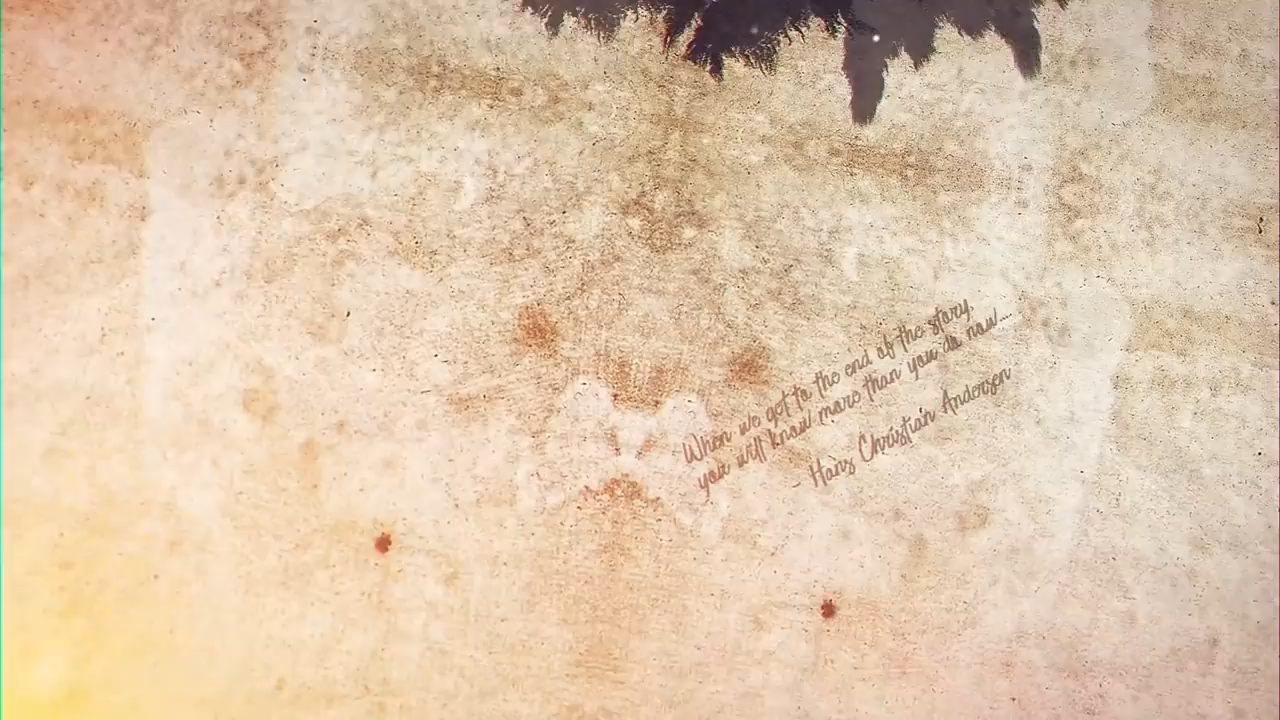 When we get to the end of the story,
you will know more than you do now....
- Hans Christian Andersen